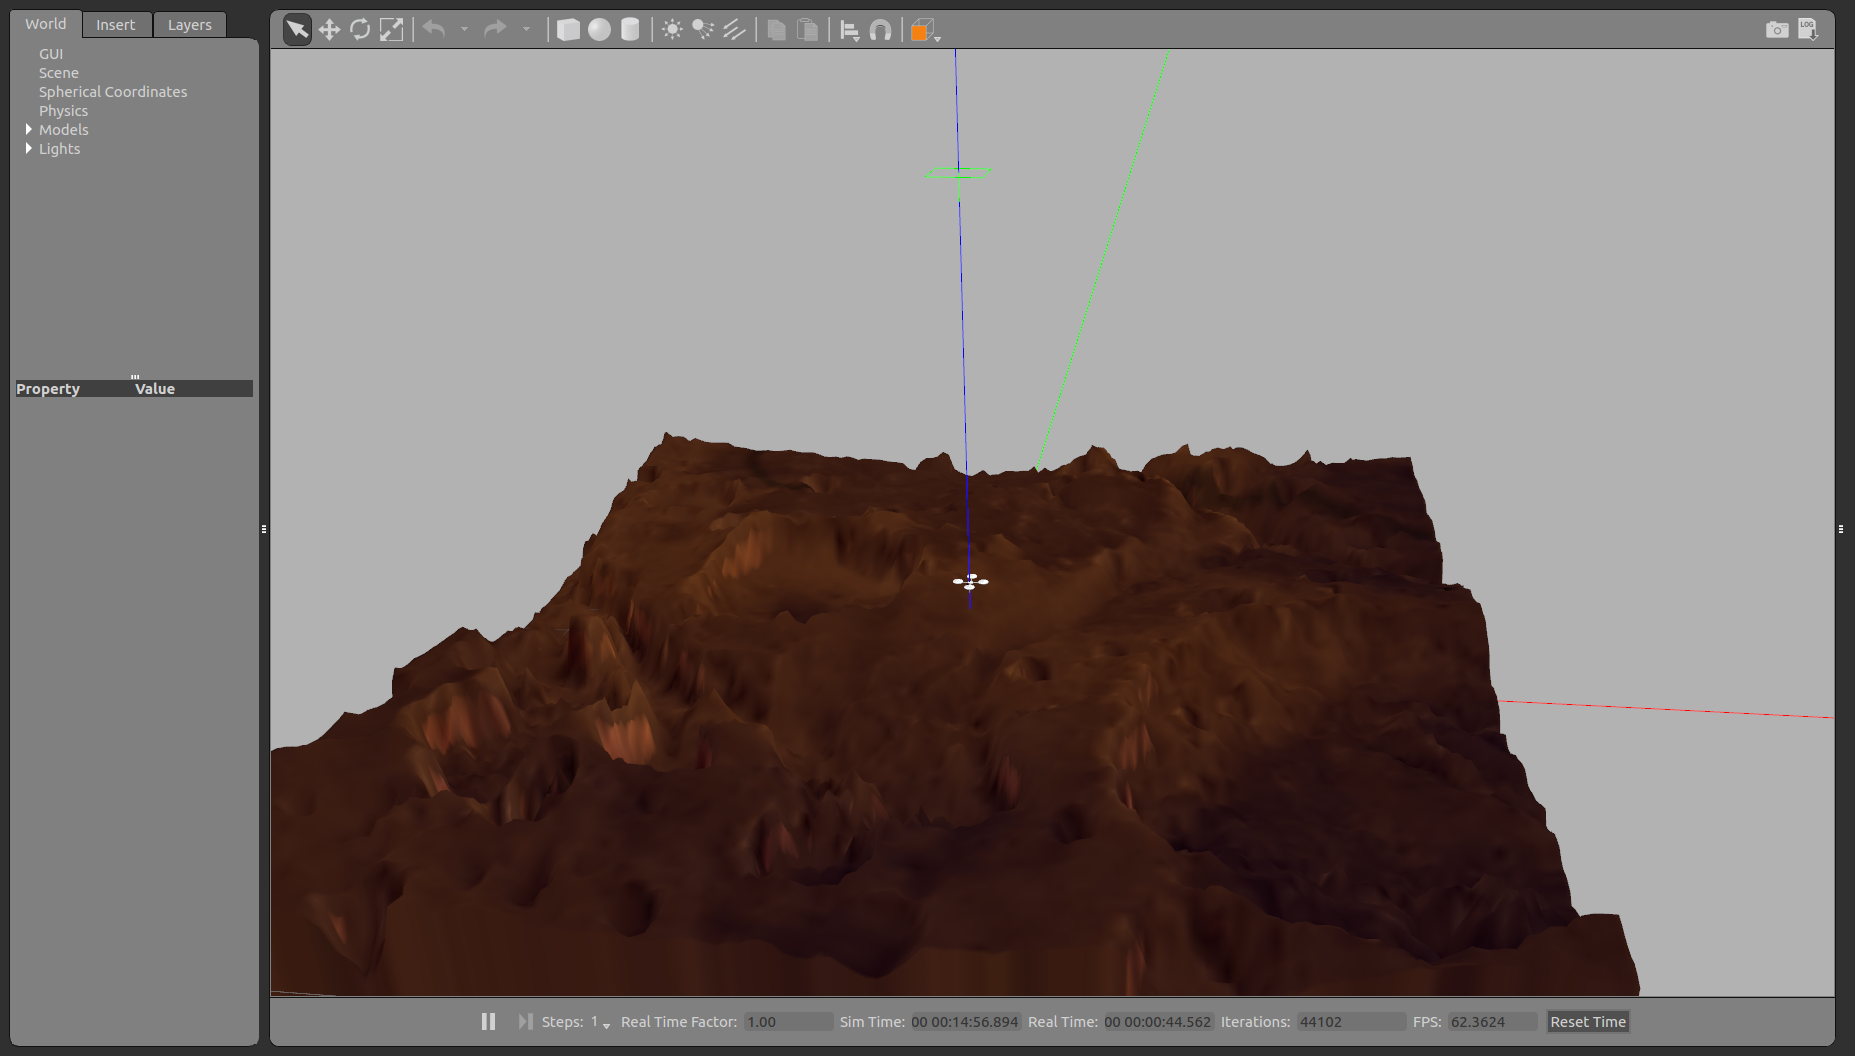 World Insert Layers
GUI
Scene
Spherical Coordinates
Physics
Models
Lights
Property Value
LOG
Steps: 1 Real Time Factor: 1.00 Sim Time: 00 00:14:56.894 Real Time: 00 00:00:44.562 Iterations: 44102 FPS: 62.3624 Reset Time